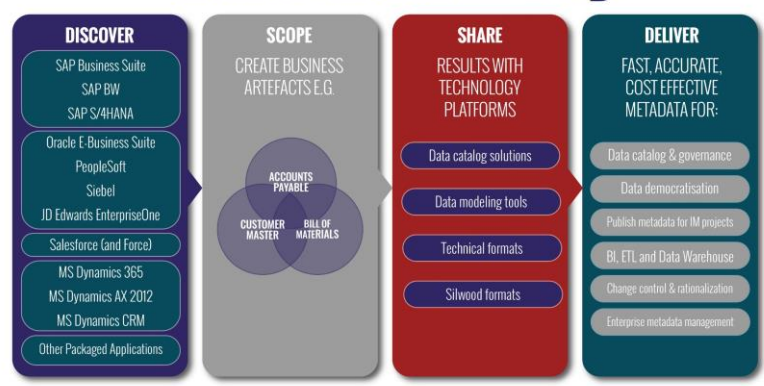 DISCOVER
SAP Business Suite
SAP BW
SAP S/4HANA
Oracle E-Business Suite
PeopleSoft
Siebel
JD Edwards EnterpriseOne
Salesforce (and Force)
MS Dynamics 365
MS Dynamics AX 2012
MS Dynamics CRM
Other Packaged Applications
SCOPE
CREATE BUSINESS
ARTEFACTS E.G.
ACCOUNTS
PAYABLE
CUSTOMER
MASTER
BILL OF
MATERIALS
SHARE
RESULTS WITH
TECHNOLOGY
PLATFORMS
Data catalog solutions
Data modeling tools
Technical formats
Silwood formats
DELIVER
FAST, ACCURATE,
COST EFFECTIVE
METADATA FOR:
Data catalog & governance
Data democratisation
Publish metadata for IM projects
BI, ETL and Data Warehouse
Change control & rationalization
Enterprise metadata management